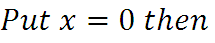 Put x = 0 then